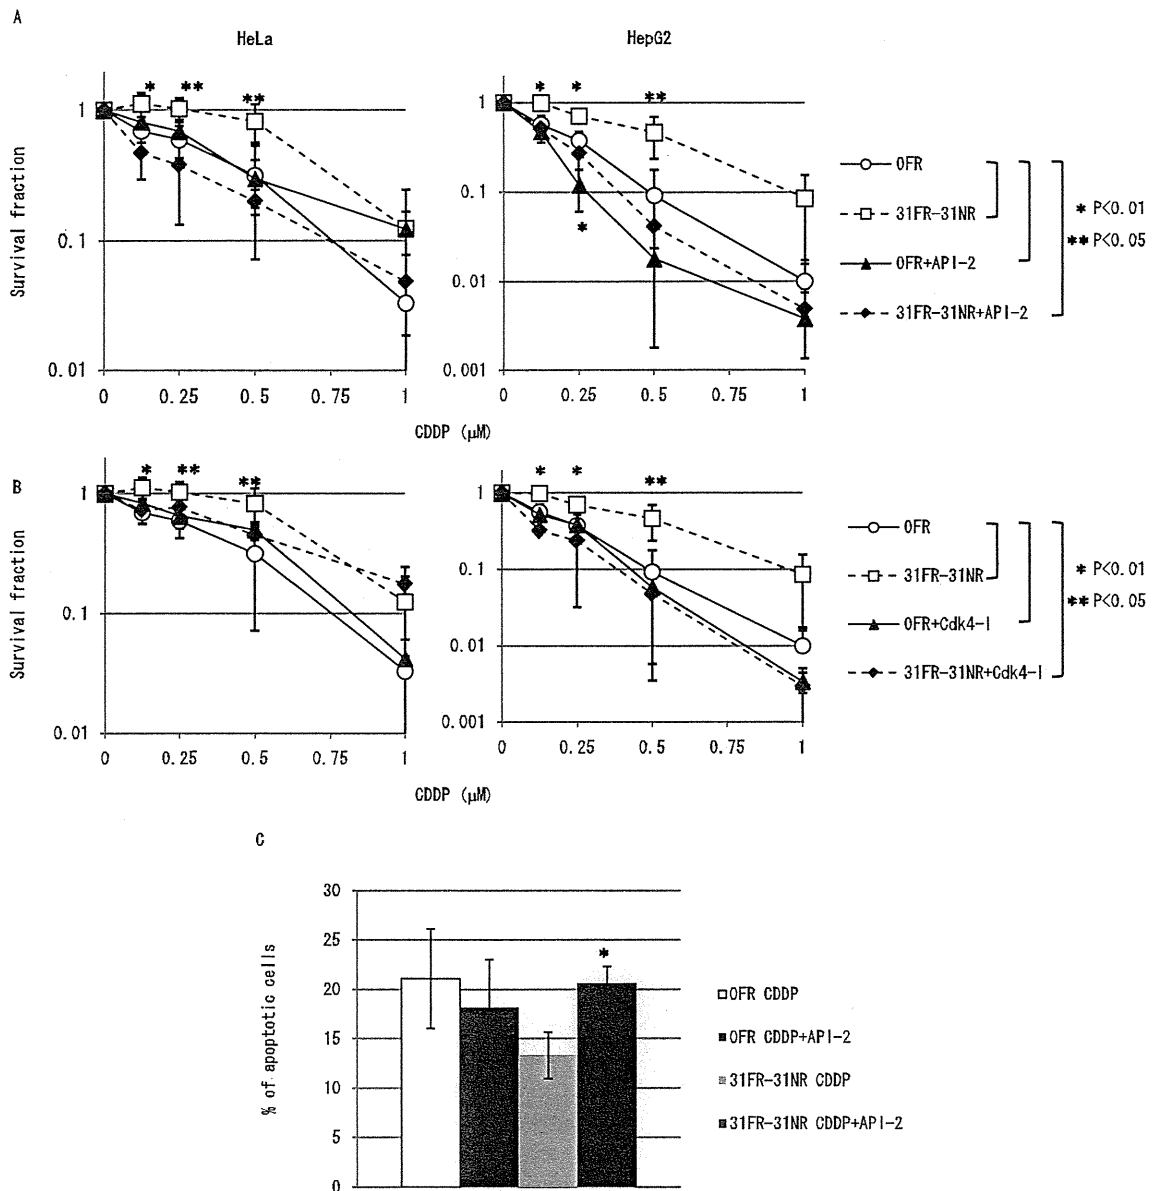 A
HeLa
HepG2
* ** **
* * **
*
1
0.1
0.01
Survival fraction
0 0.25 0.5 0.75 1
1
0.1
0.01
0.001
0 0.25 0.5 0.75 1
CDDP (μM)
0FR
31FR-31NR
0FR+API-2
31FR-31NR+API-2
* P<0.01
** P<0.05
B
* ** **
* * **
1
0.1
0.01
Survival fraction
0 0.25 0.5 0.75 1
1
0.1
0.01
0.001
0 0.25 0.5 0.75 1
CDDP (μM)
0FR
31FR-31NR
0FR+Cdk4-I
31FR-31NR+Cdk4-I
* P<0.01
** P<0.05
C
30
25
20
15
10
5
0
% of apoptotic cells
*
0FR CDDP
0FR CDDP+API-2
31FR-31NR CDDP
31FR-31NR CDDP+API-2